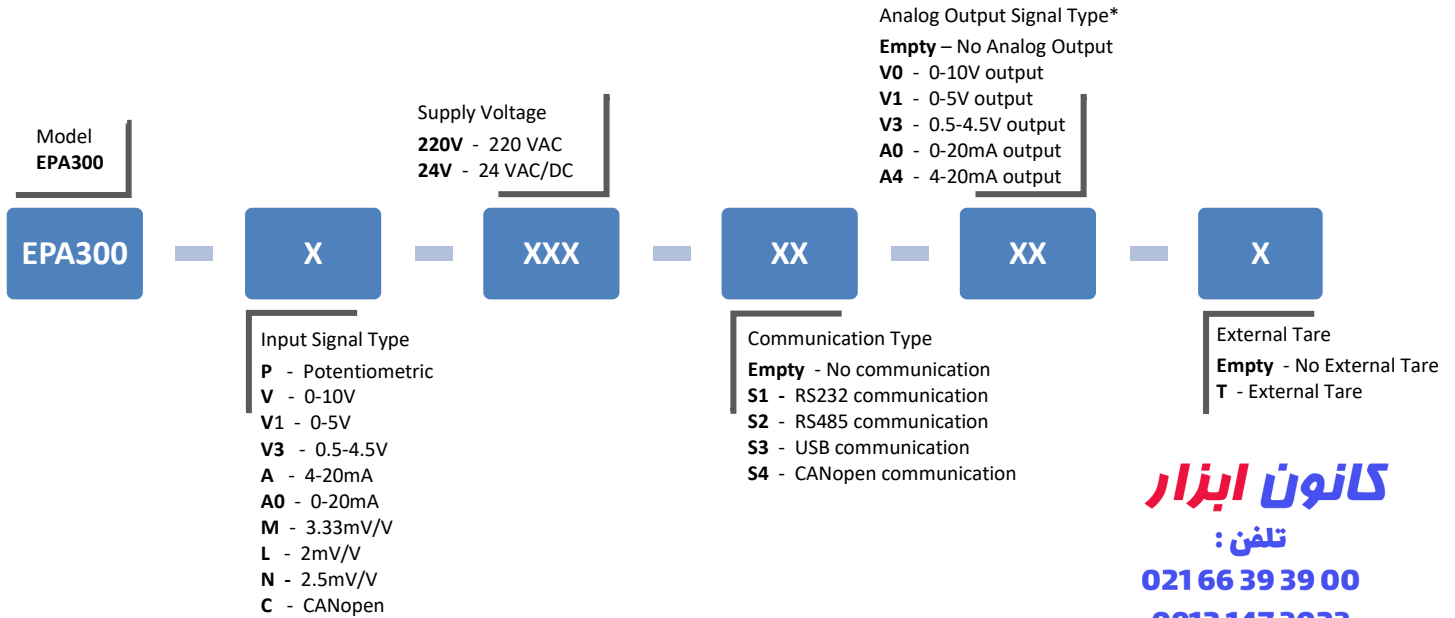 Analog Output Signal Type*
Empty – No Analog Output
V0 - 0-10V output
V1 - 0-5V output
V3 - 0.5-4.5V output
A0 - 0-20mA output
A4 - 4-20mA output
Supply Voltage
220V - 220 VAC
24V - 24 VAC/DC
Model
EPA300
EPA300 X XXX XX XX X
Input Signal Type
P - Potentiometric
V - 0-10V
V1 - 0-5V
V3 - 0.5-4.5V
A - 4-20mA
A0 - 0-20mA
M - 3.33mV/V
L - 2mV/V
N - 2.5mV/V
C - CANopen
Communication Type
Empty - No communication
S1 - RS232 communication
S2 - RS485 communication
S3 - USB communication
S4 - CANopen communication
External Tare
Empty - No External Tare
T - External Tare
کانون ابزار
تلفن :
021 66 39 39 00